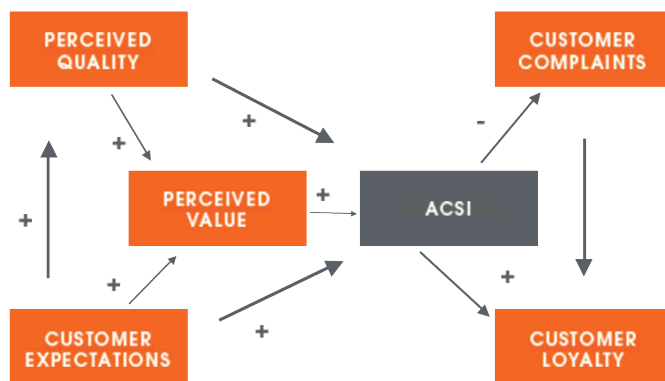 PERCEIVED
QUALITY
CUSTOMER
COMPLAINTS
+
-
+
PERCEIVED
VALUE
+
ACSI
+
+
+
+
CUSTOMER
EXPECTATIONS
CUSTOMER
LOYALTY